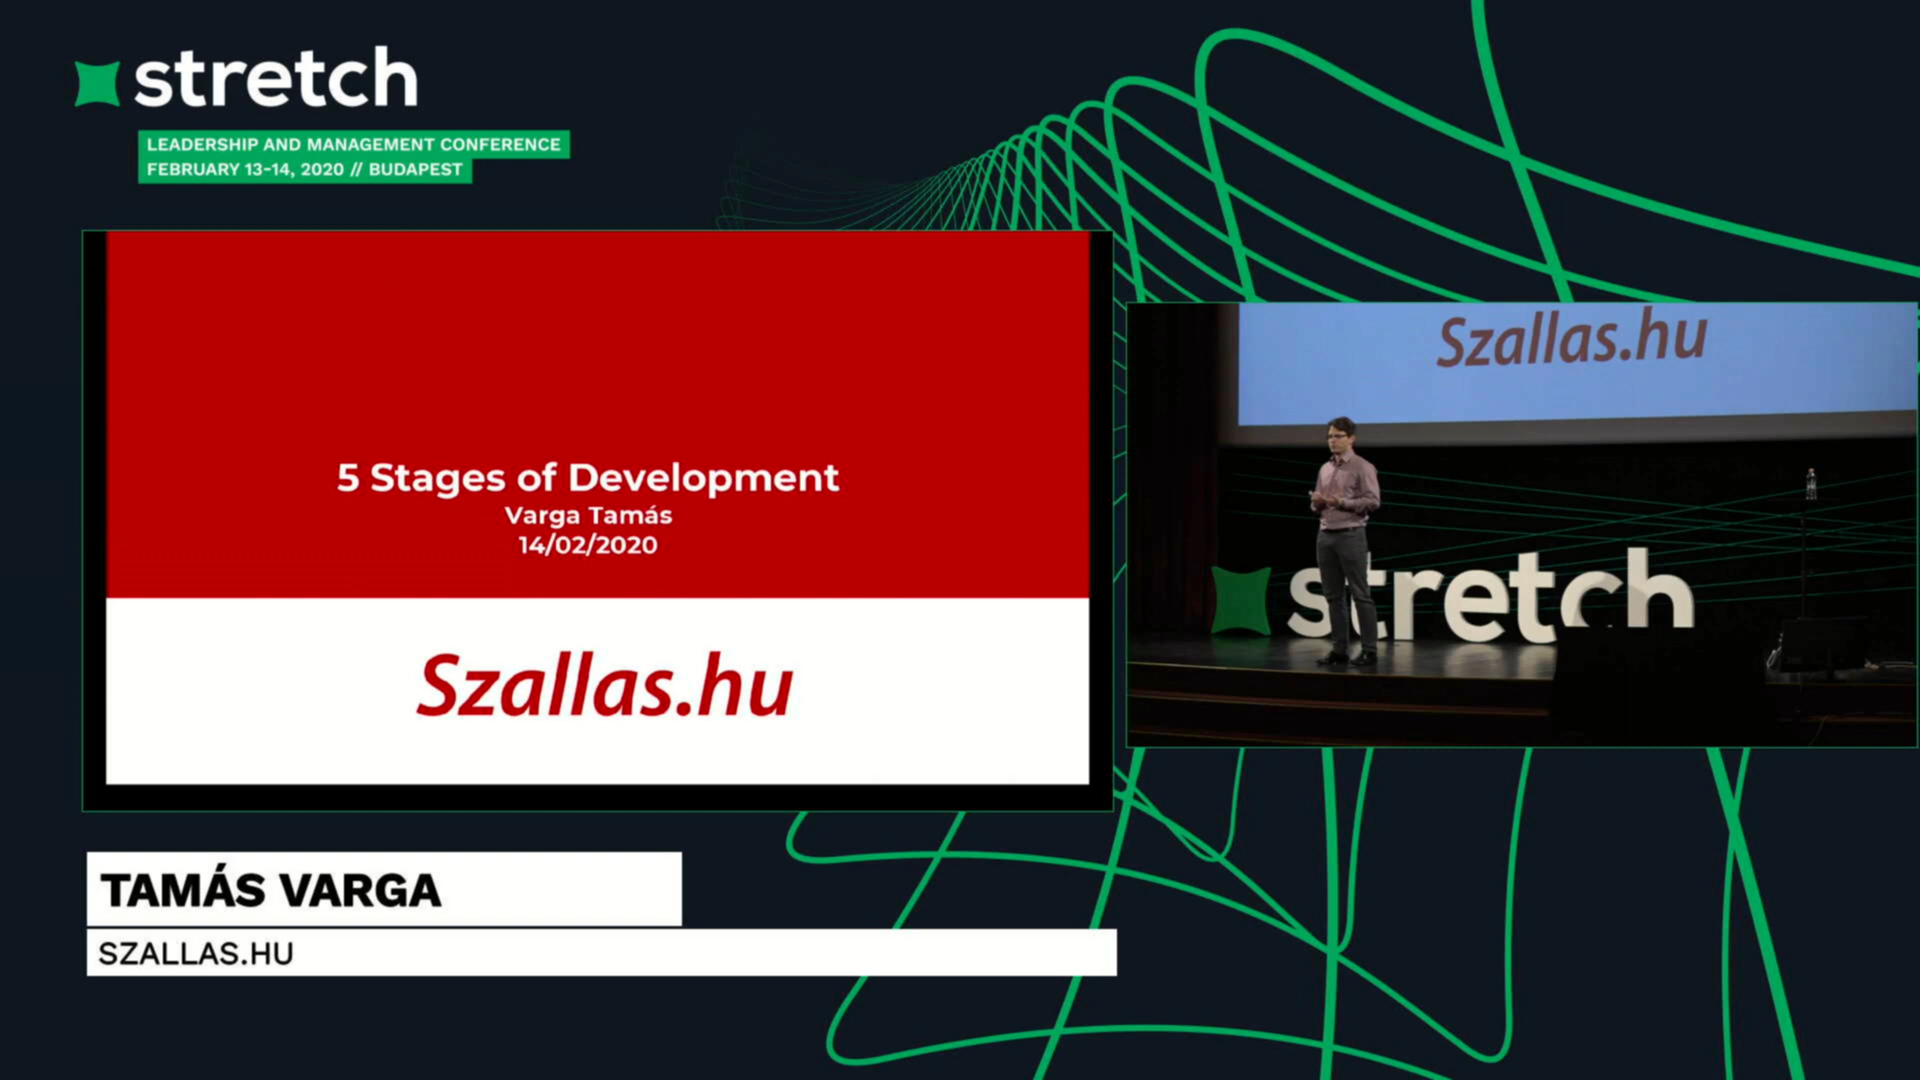 stretch
LEADERSHIP AND MANAGEMENT CONFERENCE
FEBRUARY 13-14, 2020 // BUDAPEST
5 Stages of Development
Varga Tamás
14/02/2020
Szallas.hu
Szallas.hu
stretch
TAMÁS VARGA
SZALLAS.HU